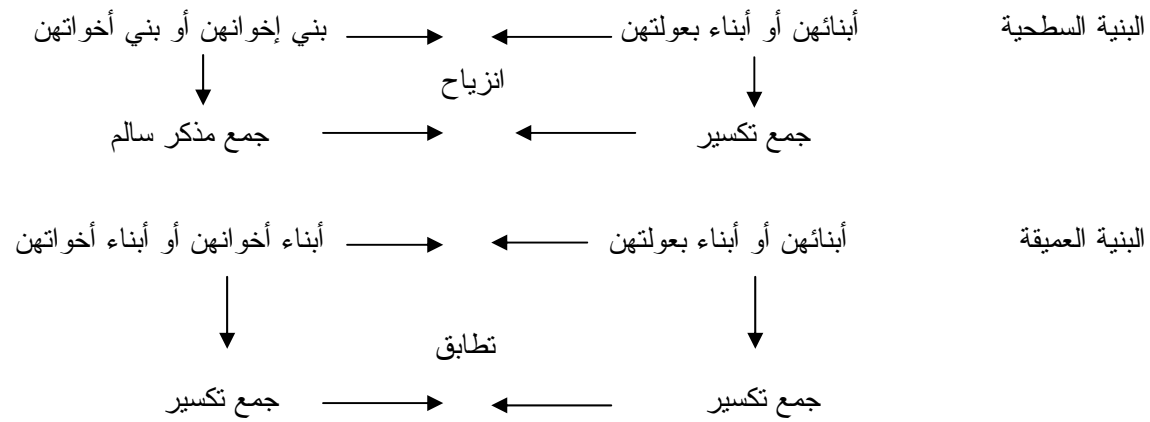 البنية السطحية أبنائهن أو أبناء بعولتهن بني إخوانهن أو بني أخواتهن
انزياح
جمع تكسير جمع مذكر سالم
البنية العميقة أبنائهن أو أبناء بعولتهن أبناء أخوانهن أو أبناء أخواتهن
تطابق
جمع تكسير جمع تكسير